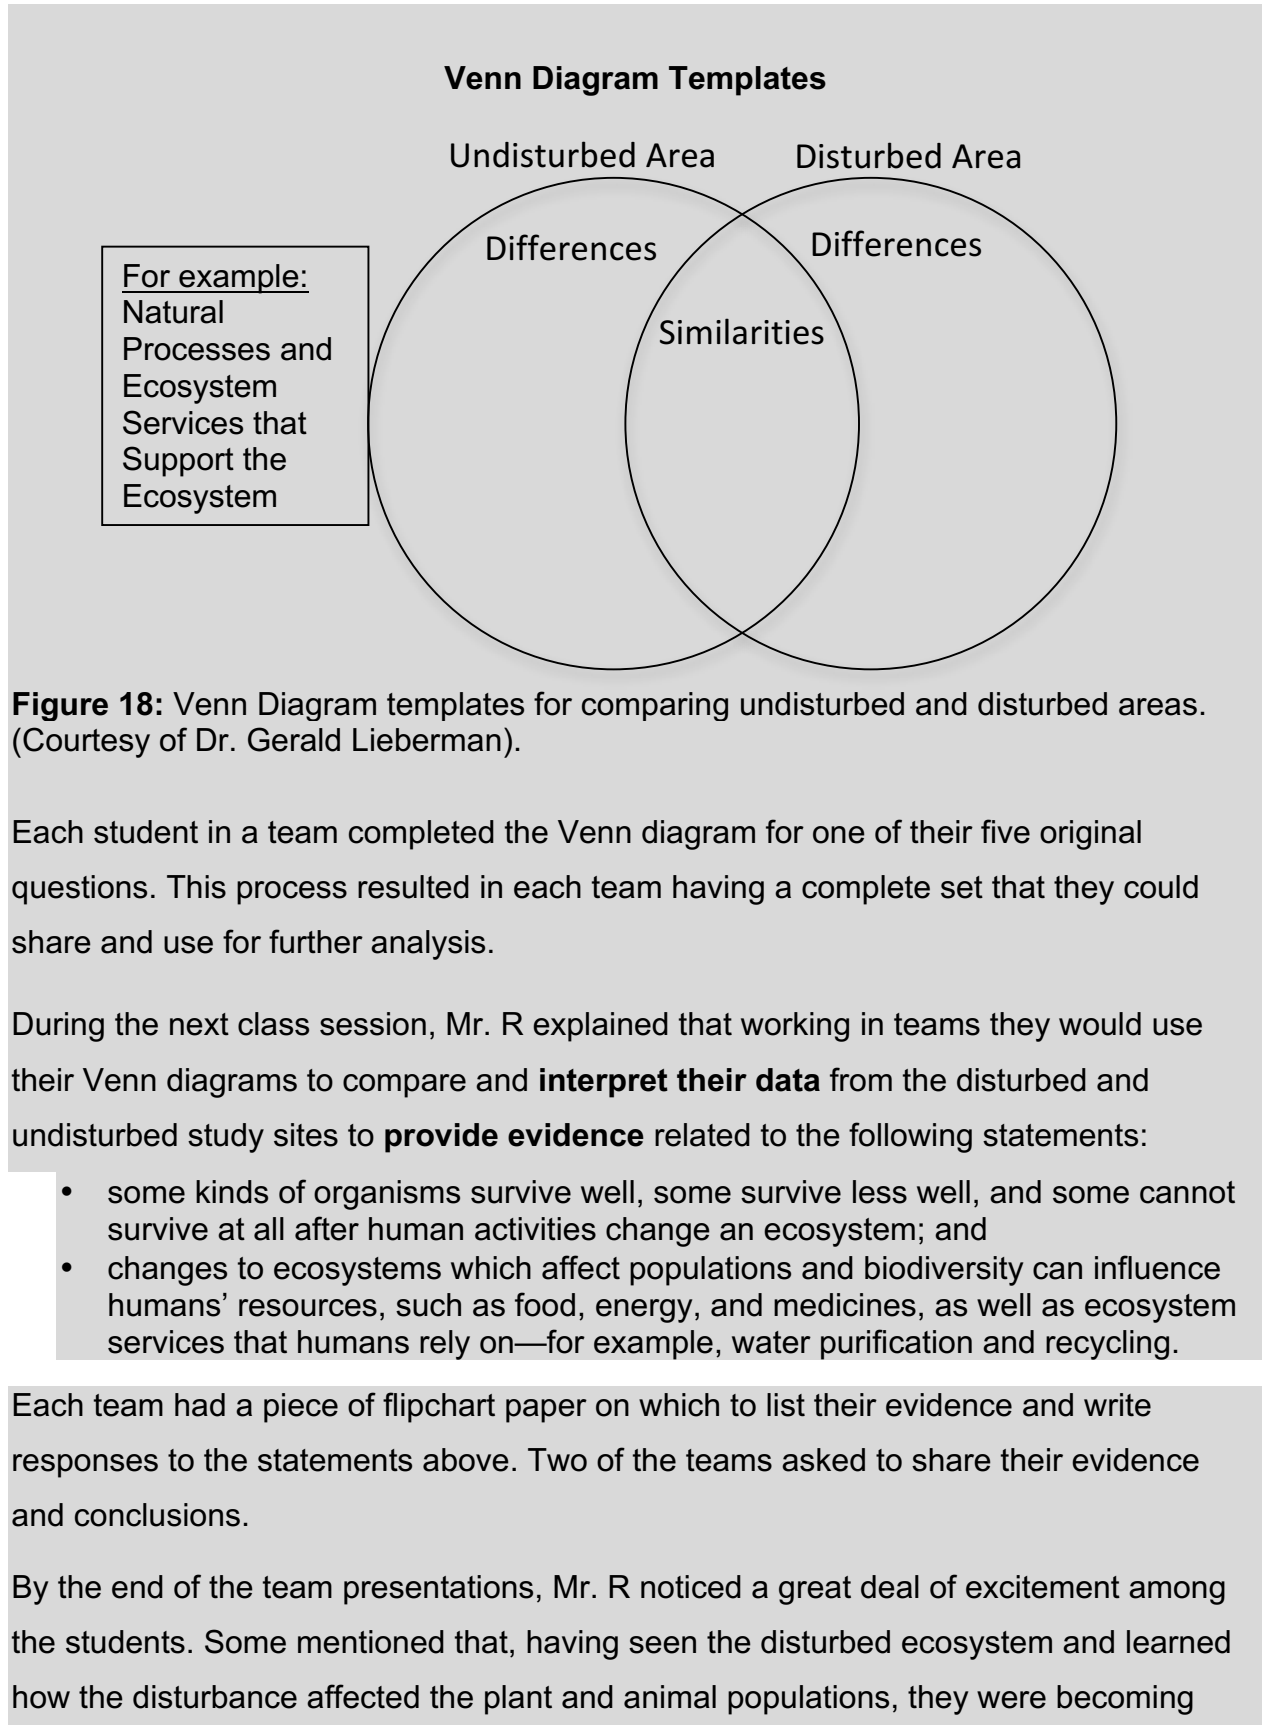 Venn Diagram Templates
Undisturbed Area
Disturbed Area
Differences
Differences
Similarities
For example:
Natural
Processes and
Ecosystem
Services that
Support the
Ecosystem
Figure 18: Venn Diagram templates for comparing undisturbed and disturbed areas.
(Courtesy of Dr. Gerald Lieberman).
Each student in a team completed the Venn diagram for one of their five original
questions. This process resulted in each team having a complete set that they could
share and use for further analysis.
During the next class session, Mr. R explained that working in teams they would use
their Venn diagrams to compare and interpret their data from the disturbed and
undisturbed study sites to provide evidence related to the following statements:
• some kinds of organisms survive well, some survive less well, and some cannot
survive at all after human activities change an ecosystem; and
• changes to ecosystems which affect populations and biodiversity can influence
humans’ resources, such as food, energy, and medicines, as well as ecosystem
services that humans rely on—for example, water purification and recycling.
Each team had a piece of flipchart paper on which to list their evidence and write
responses to the statements above. Two of the teams asked to share their evidence
and conclusions.
By the end of the team presentations, Mr. R noticed a great deal of excitement among
the students. Some mentioned that, having seen the disturbed ecosystem and learned
how the disturbance affected the plant and animal populations, they were becoming